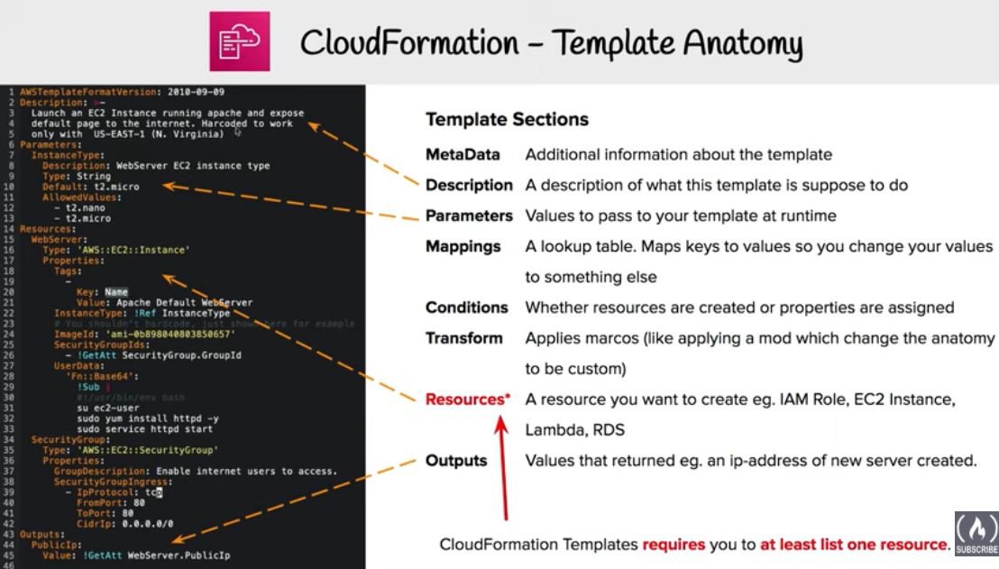 CloudFormation - Template Anatomy
1 AWSTemplateFormatVersion: 2010-09-09
2 Description: >-
3 Launch an EC2 Instance running apache and expose
4 default page to the internet. Harcoded to work
5 only with US-EAST-1 (N. Virginia)
6 Parameters:
7 InstanceType:
8 Description: WebServer EC2 instance type
9 Type: String
10 Default: t2.micro
11 AllowedValues:
12 - t2.nano
13 - t2.micro
14 Resources:
15 WebServer:
16 Type: 'AWS::EC2::Instance'
17 Properties:
18 Tags:
19 -
20 Key: Name
21 Value: Apache Default WebServer
22 InstanceType: !Ref InstanceType
23 # You shouldn"t hardcode, just shown here for example
24 ImageId: 'ami-0b898040803850657'
25 SecurityGroupIds:
26 - !GetAtt SecurityGroup.GroupId
27 UserData:
28 'Fn::Base64':
29 !Sub |
30 #!/usr/bin/env bash
31 su ec2-user
32 sudo yum install httpd -y
33 sudo service httpd start
34 SecurityGroup:
35 Type: 'AWS::EC2::SecurityGroup'
36 Properties:
37 GroupDescription: Enable internet users to access.
38 SecurityGroupIngress:
39 - IpProtocol: tcp
40 FromPort: 80
41 ToPort: 80
42 CidrIp: 0.0.0.0/0
43 Outputs:
44 PublicIp:
45 Value: !GetAtt WebServer.PublicIp
46
Template Sections
MetaData Additional information about the template
Description A description of what this template is suppose to do
Parameters Values to pass to your template at runtime
Mappings A lookup table. Maps keys to values so you change your values
to something else
Conditions Whether resources are created or properties are assigned
Transform Applies marcos (like applying a mod which change the anatomy
to be custom)
Resources* A resource you want to create eg. IAM Role, EC2 Instance,
Lambda, RDS
Outputs Values that returned eg. an ip-address of new server created.
CloudFormation Templates requires you to at least list one resource.
SUBSCRIBE